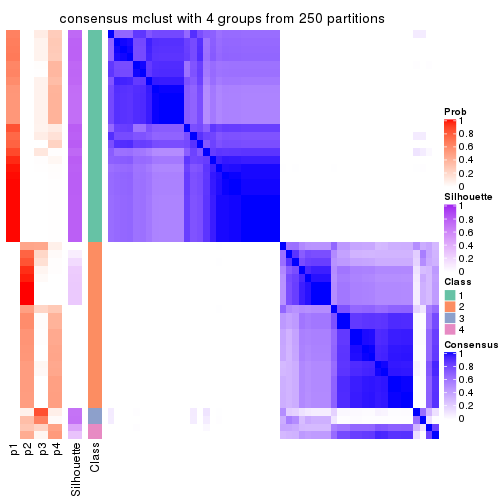 consensus mclust with 4 groups from 250 partitions
Prob
1
0.8
0.6
0.4
0.2
0
Silhouette
1
0.8
0.6
0.4
0.2
0
Class
1
2
3
4
Consensus
1
0.8
0.6
0.4
0.2
0
p1
p2
p3
p4
Silhouette
Class